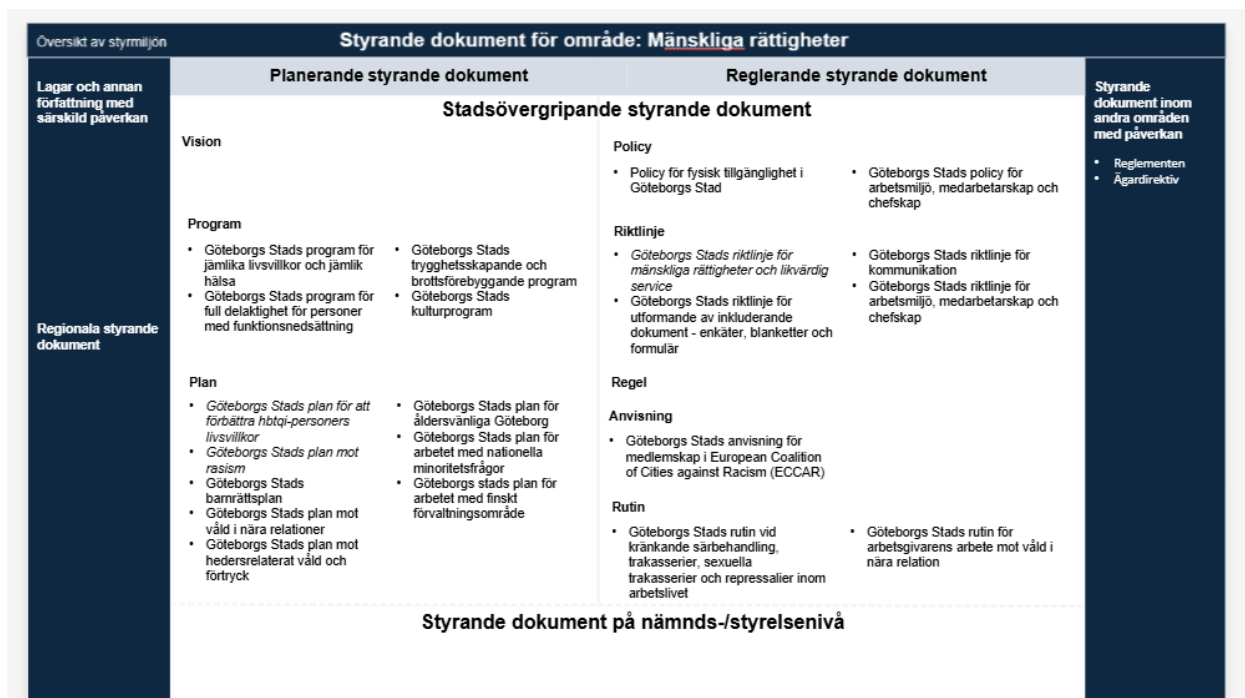 Översikt av styrmiljön
Styrande dokument för område: Mänskliga rättigheter
Lagar och annan
författning med
särskild påverkan
Regionala styrande
dokument
Planerande styrande dokument
Reglerande styrande dokument
Stadsövergripande styrande dokument
Vision
Program
• Göteborgs Stads program för
jämlika livsvillkor och jämlik
hälsa
• Göteborgs Stads program för
full delaktighet för personer
med funktionsnedsättning
• Göteborgs Stads
trygghetsskapande och
brottsförebyggande program
• Göteborgs Stads
kulturprogram
Plan
• Göteborgs Stads plan för att
förbättra hbtqi-personers
livsvillkor
• Göteborgs Stads plan mot
rasism
• Göteborgs Stads
barnrättsplan
• Göteborgs Stads plan mot
våld i nära relationer
• Göteborgs Stads plan mot
hedersrelaterat våld och
förtryck
• Göteborgs Stads plan för
åldersvänliga Göteborg
• Göteborgs Stads plan för
arbetet med nationella
minoritetsfrågor
• Göteborgs stads plan för
arbetet med finskt
förvaltningsområde
Policy
• Policy för fysisk tillgänglighet i
Göteborgs Stad
• Göteborgs Stads policy för
arbetsmiljö, medarbetarskap och
chefskap
Riktlinje
• Göteborgs Stads riktlinje för
mänskliga rättigheter och likvärdig
service
• Göteborgs Stads riktlinje för
utformande av inkluderande
dokument - enkäter, blanketter och
formulär
• Göteborgs Stads riktlinje för
kommunikation
• Göteborgs Stads riktlinje för
arbetsmiljö, medarbetarskap och
chefskap
Regel
Anvisning
• Göteborgs Stads anvisning för
medlemskap i European Coalition
of Cities against Racism (ECCAR)
Rutin
• Göteborgs Stads rutin vid
kränkande särbehandling,
trakasserier, sexuella
trakasserier och repressalier inom
arbetslivet
• Göteborgs Stads rutin för
arbetsgivarens arbete mot våld i
nära relation
Styrande dokument på nämnds-/styrelsenivå
Styrande
dokument inom
andra områden
med påverkan
• Reglementen
• Ägardirektiv